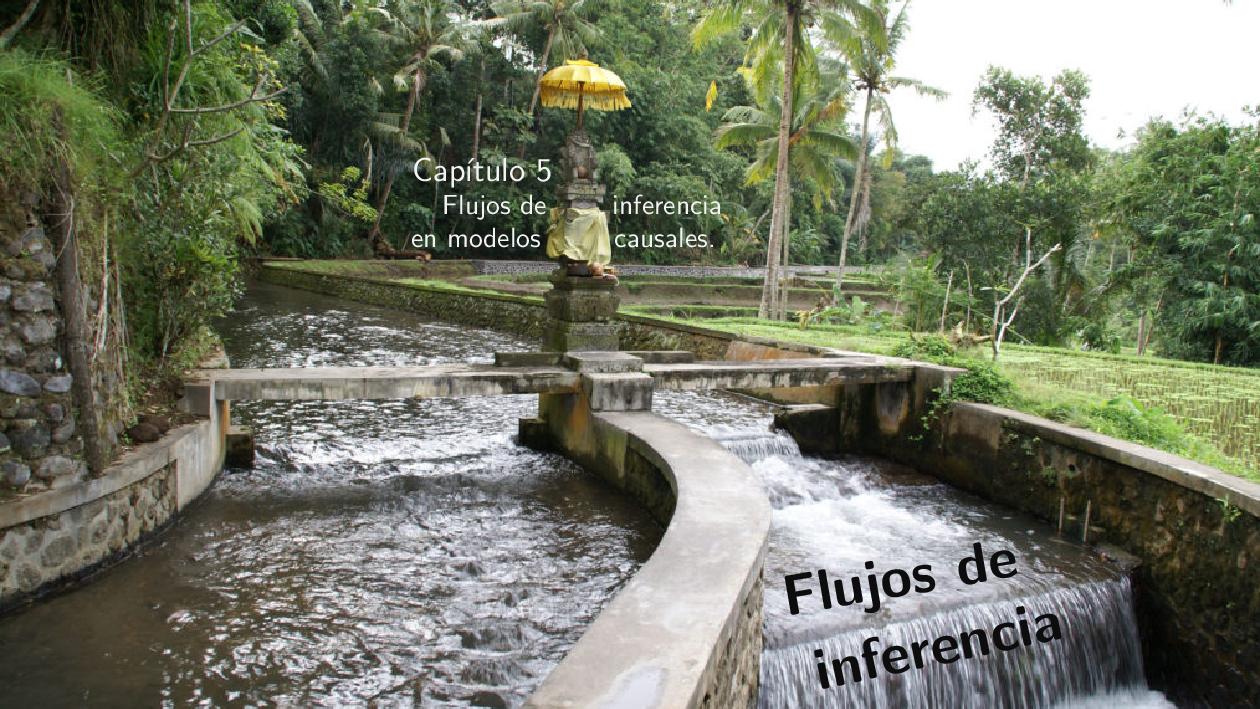 Capítulo 5
Flujos de inferencia
en modelos causales.
Flujos de
inferencia